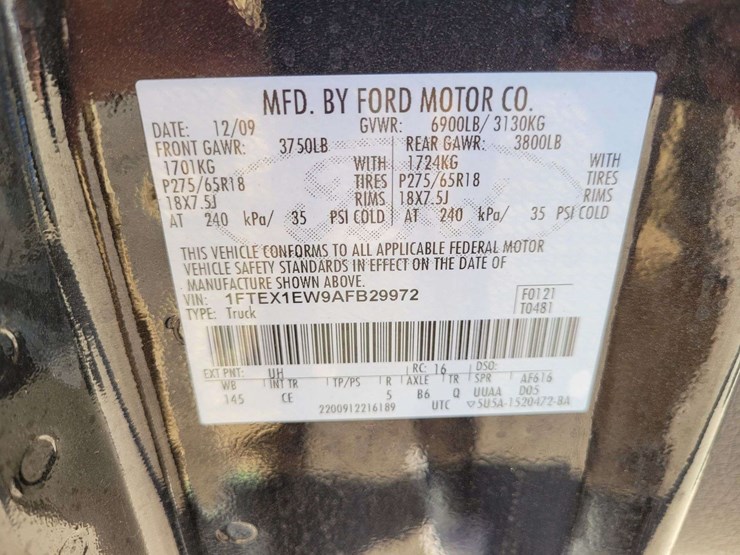 MFD. BY FORD MOTOR CO.
DATE: 12/09 GVWR: 6900LB/ 3130KG
FRONT GAWR: 3750LB REAR GAWR: 3800LB
1701KG WITH 1724KG WITH
P275/65R18 TIRES P275/65R18 TIRES
18X7.5J RIMS 18X7.5J RIMS
AT 240 kPa/ 35 PSI COLD AT 240 kPa/ 35 PSI COLD
THIS VEHICLE CONFORMS TO ALL APPLICABLE FEDERAL MOTOR
VEHICLE SAFETY STANDARDS IN EFFECT ON THE DATE OF
MANUFACTURE SHOWN ABOVE.
VIN: 1FTEX1EW9AFB29972 F0121
TYPE: Truck T0481
EXT PNT: UH RC: 16 DSO:
WB INT TR TP/PS R AXLE TR SPR AF616
145 CE 5 B6 Q UUAA D05
2200912216189 UTC ▽5U5A-1520472-BA